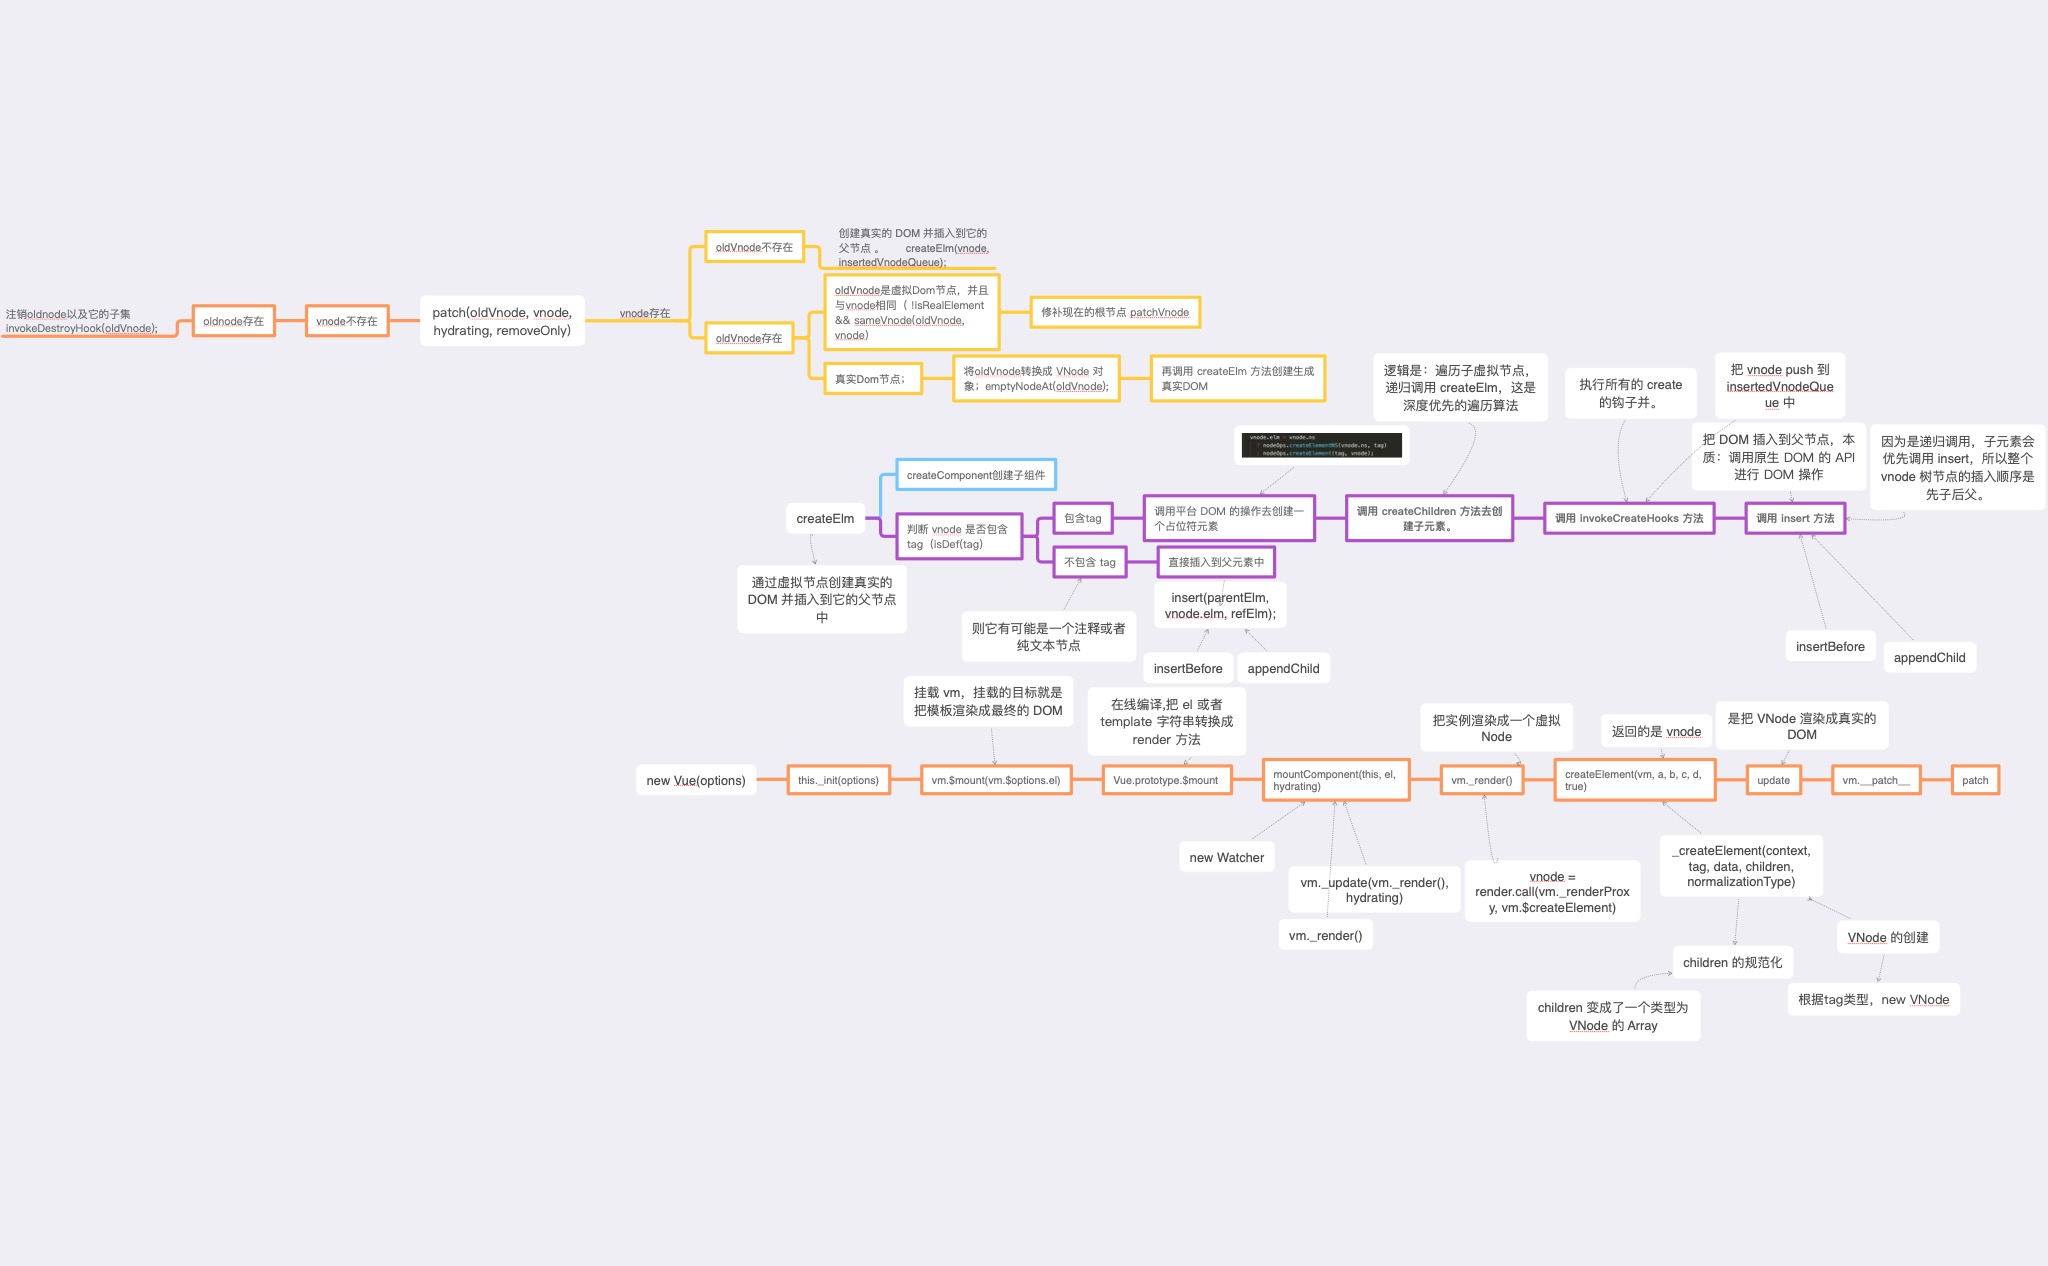 注销oldnode以及它的子集
invokeDestroyHook(oldVnode);
oldnode存在
vnode不存在
patch(oldVnode, vnode,
hydrating, removeOnly)
vnode存在
oldVnode不存在
创建真实的 DOM 并插入到它的
父节点 。 createElm(vnode,
insertedVnodeQueue);
oldVnode存在
oldVnode是虚拟Dom节点，并且
与vnode相同（ !isRealElement
&& sameVnode(oldVnode,
vnode)
修补现在的根节点 patchVnode
真实Dom节点；
将oldVnode转换成 VNode 对
象；emptyNodeAt(oldVnode);
再调用 createElm 方法创建生成
真实DOM
createElm
通过虚拟节点创建真实的
DOM 并插入到它的父节点
中
createComponent创建子组件
判断 vnode 是否包含
tag（isDef(tag)
包含tag
vnode.elm = vnode.ns
? nodeOps.createElementNS(vnode.ns, tag)
: nodeOps.createElement(tag, vnode);
调用平台 DOM 的操作去创建一
个占位符元素
逻辑是：遍历子虚拟节点，
递归调用 createElm，这是
深度优先的遍历算法
调用 createChildren 方法去创
建子元素。
执行所有的 create
的钩子并。
把 vnode push 到
insertedVnodeQue
ue 中
调用 invokeCreateHooks 方法
把 DOM 插入到父节点，本
质：调用原生 DOM 的 API
进行 DOM 操作
因为是递归调用，子元素会
优先调用 insert，所以整个
vnode 树节点的插入顺序是
先子后父。
调用 insert 方法
insertBefore
appendChild
不包含 tag
则它有可能是一个注释或者
纯文本节点
直接插入到父元素中
insert(parentElm,
vnode.elm, refElm);
insertBefore
appendChild
new Vue(options)
this._init(options)
挂载 vm，挂载的目标就是
把模板渲染成最终的 DOM
vm.$mount(vm.$options.el)
在线编译,把 el 或者
template 字符串转换成
render 方法
Vue.prototype.$mount
mountComponent(this, el,
hydrating)
new Watcher
vm._update(vm._render(),
hydrating)
vm._render()
把实例渲染成一个虚拟
Node
vm._render()
vnode =
render.call(vm._renderProx
y, vm.$createElement)
返回的是 vnode
createElement(vm, a, b, c, d,
true)
_createElement(context,
tag, data, children,
normalizationType)
children 的规范化
children 变成了一个类型为
VNode 的 Array
VNode 的创建
根据tag类型，new VNode
是把 VNode 渲染成真实的
DOM
update
vm.__patch__
patch